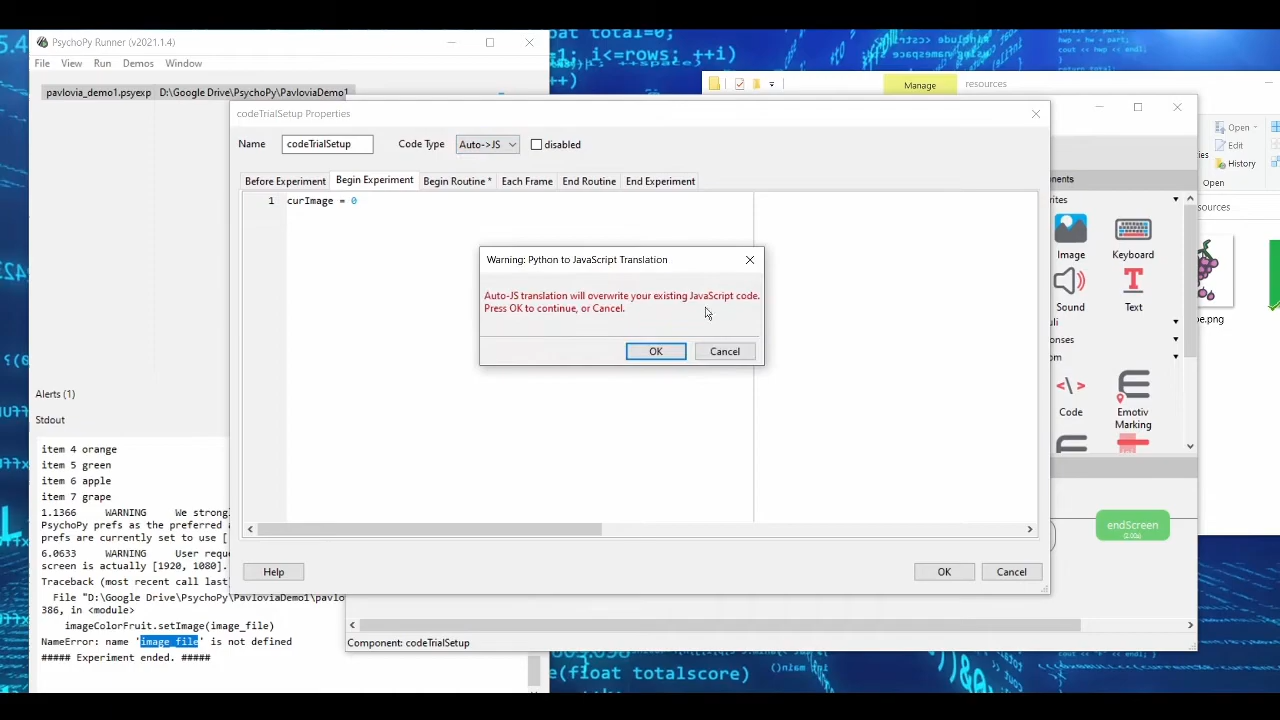 PsychoPy Runner (v2021.1.4)
File View Run Demos Window
pavlovia_demo1.psyexp D:\Google Drive\PsychoPy\PavloviaDemo1
Manage
resources
codeTrialSetup Properties
Name codeTrialSetup Code Type Auto->JS disabled
Before Experiment Begin Experiment Begin Routine * Each Frame End Routine End Experiment
1 curImage = 0
Warning: Python to JavaScript Translation
Auto-JS translation will overwrite your existing JavaScript code.
Press OK to continue, or Cancel.
OK Cancel
Help OK Cancel
Open
Edit
History
Open
Image Keyboard
Sound Text
Code Emotiv
Marking
endScreen
Alerts (1)
Stdout
item 4 orange
item 5 green
item 6 apple
item 7 grape
1.1366 WARNING We strong
PsychoPy prefs as the preferred
prefs are currently set to use [
6.0633 WARNING User reque
screen is actually [1920, 1080].
Traceback (most recent call last
File "D:\Google Drive\PsychoPy\PavloviaDemo1\pavlo
386, in <module>
imageColorFruit.setImage(image_file)
NameError: name 'image_file' is not defined
##### Experiment ended. #####
Component: codeTrialSetup
float total=0;
i<=rows; ++i)
float totalscore)